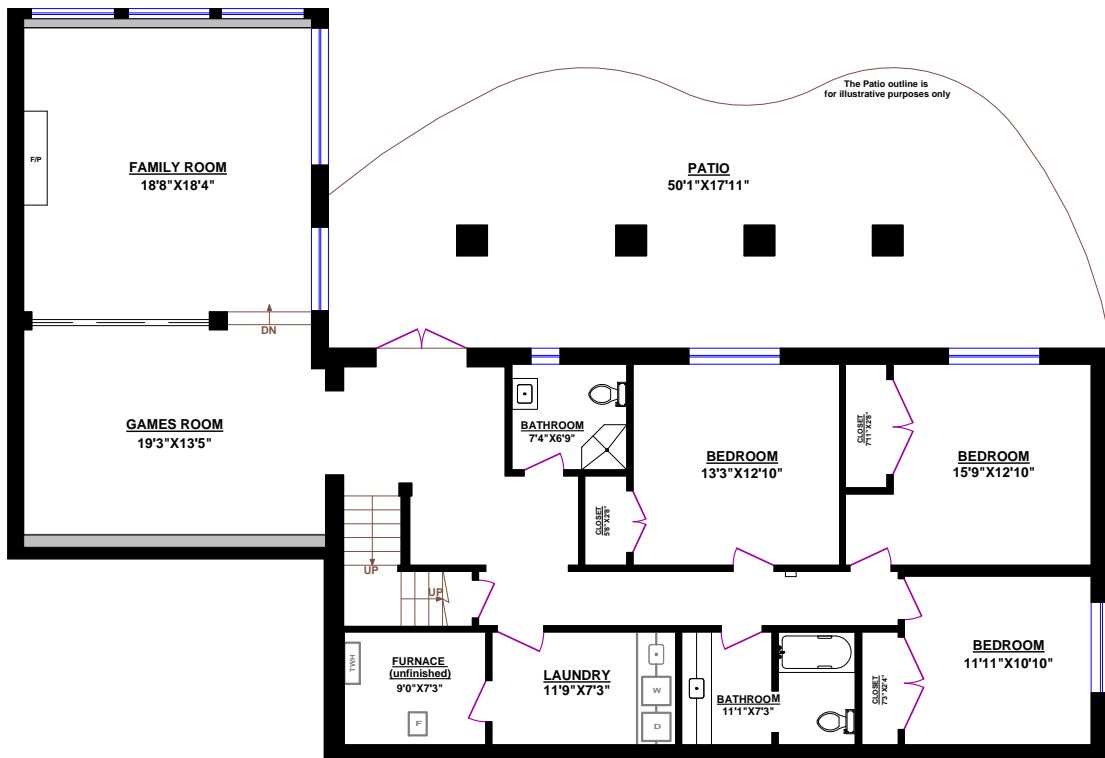 The Patio outline is
for illustrative purposes only
F/P
FAMILY ROOM
18'8"X18'4"
PATIO
50'1"X17'11"
DN
GAMES ROOM
19'3"X13'5"
BATHROOM
7'4"X6'9"
BEDROOM
13'3"X12'10"
CLOSET
7'11"X2'8"
BEDROOM
15'9"X12'10"
CLOSET
5'8"X2'8"
UP
UP
TWH
FURNACE
(unfinished)
9'0"X7'3"
F
LAUNDRY
11'9"X7'3"
W
D
BATHROOM
11'1"X7'3"
CLOSET
7'3"X2'4"
BEDROOM
11'11"X10'10"